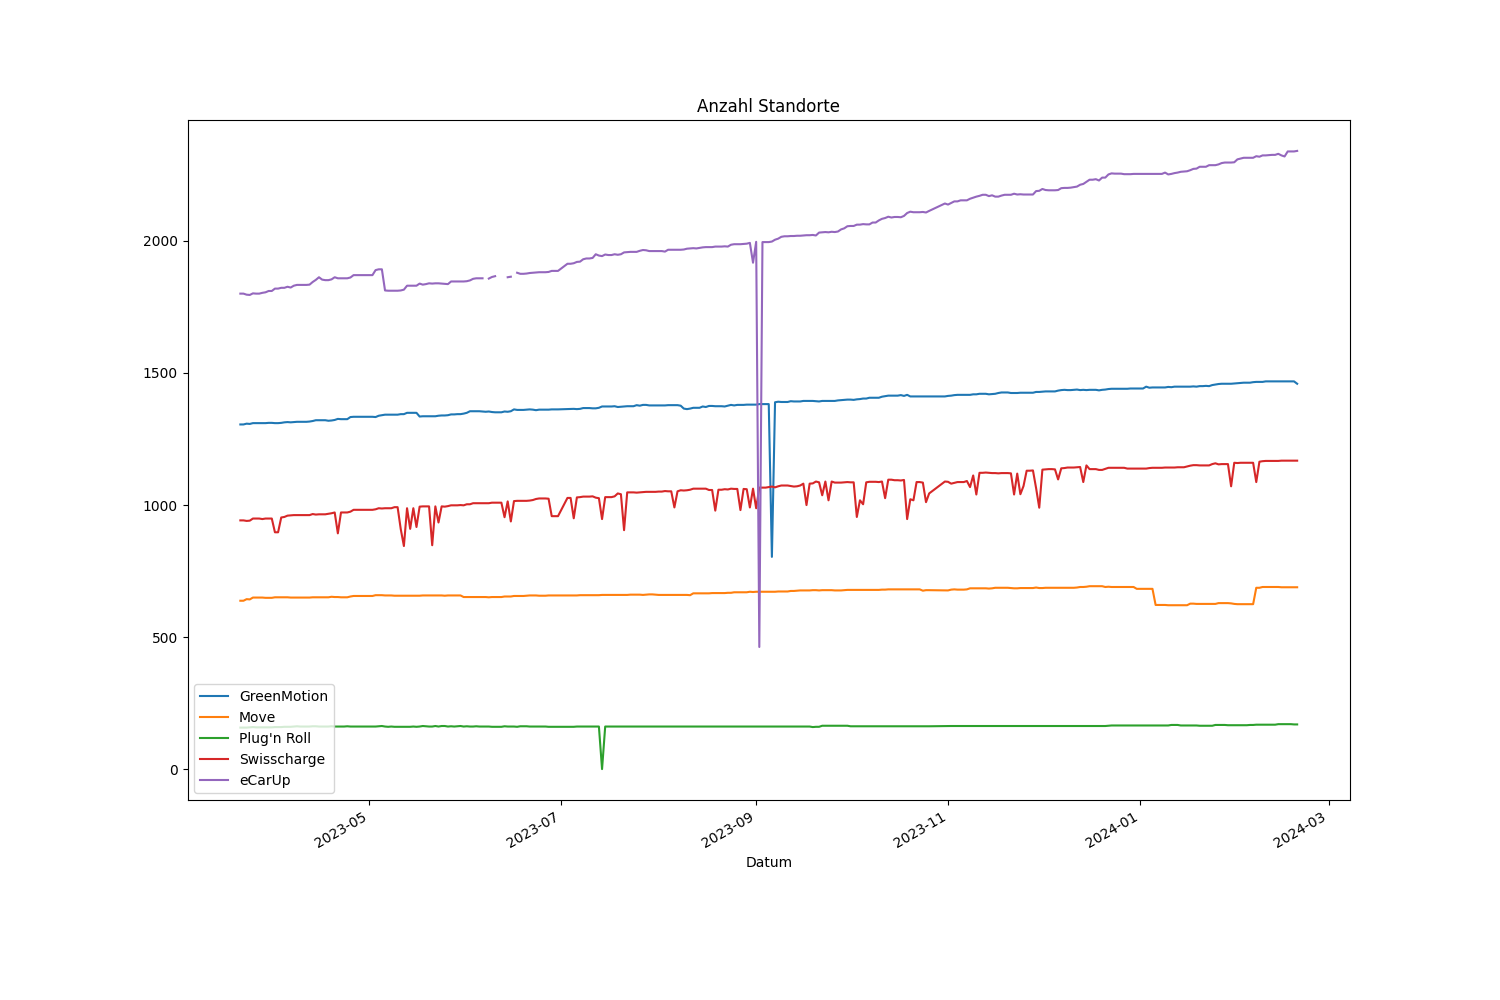 Anzahl Standorte
2000
1500
1000
500
0
GreenMotion
Move
Plug'n Roll
Swisscharge
eCarUp
2023-05
2023-07
2023-09
2023-11
2024-01
2024-03
Datum